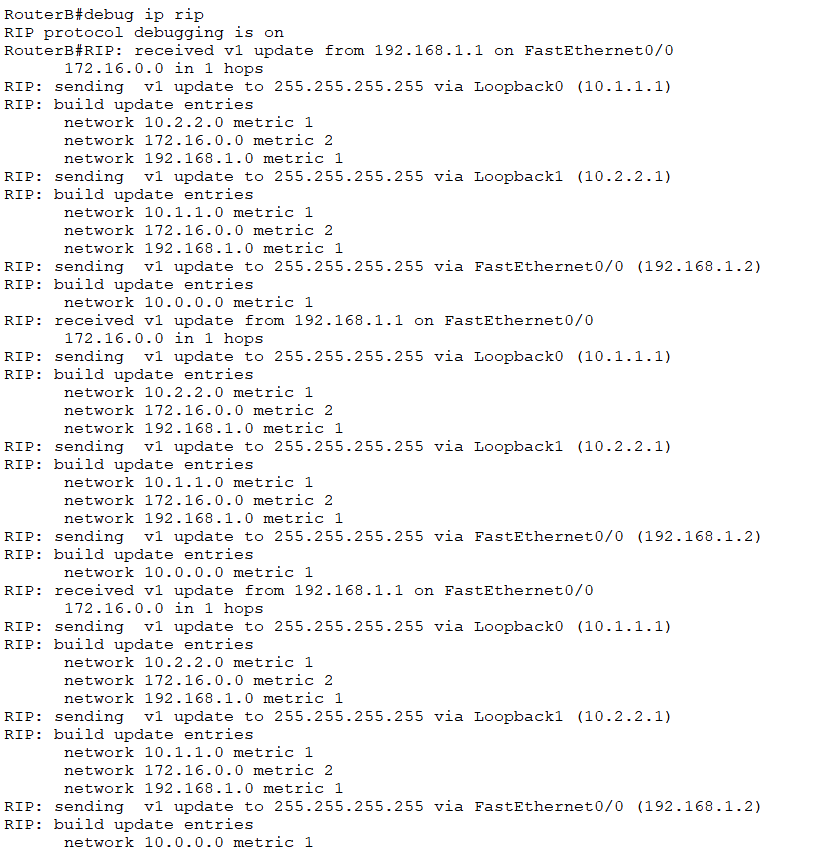 RouterB#debug ip rip
RIP protocol debugging is on
RouterB#RIP: received v1 update from 192.168.1.1 on FastEthernet0/0
      172.16.0.0 in 1 hops
RIP: sending  v1 update to 255.255.255.255 via Loopback0 (10.1.1.1)
RIP: build update entries
      network 10.2.2.0 metric 1
      network 172.16.0.0 metric 2
      network 192.168.1.0 metric 1
RIP: sending  v1 update to 255.255.255.255 via Loopback1 (10.2.2.1)
RIP: build update entries
      network 10.1.1.0 metric 1
      network 172.16.0.0 metric 2
      network 192.168.1.0 metric 1
RIP: sending  v1 update to 255.255.255.255 via FastEthernet0/0 (192.168.1.2)
RIP: build update entries
      network 10.0.0.0 metric 1
RIP: received v1 update from 192.168.1.1 on FastEthernet0/0
      172.16.0.0 in 1 hops
RIP: sending  v1 update to 255.255.255.255 via Loopback0 (10.1.1.1)
RIP: build update entries
      network 10.2.2.0 metric 1
      network 172.16.0.0 metric 2
      network 192.168.1.0 metric 1
RIP: sending  v1 update to 255.255.255.255 via Loopback1 (10.2.2.1)
RIP: build update entries
      network 10.1.1.0 metric 1
      network 172.16.0.0 metric 2
      network 192.168.1.0 metric 1
RIP: sending  v1 update to 255.255.255.255 via FastEthernet0/0 (192.168.1.2)
RIP: build update entries
      network 10.0.0.0 metric 1
RIP: received v1 update from 192.168.1.1 on FastEthernet0/0
      172.16.0.0 in 1 hops
RIP: sending  v1 update to 255.255.255.255 via Loopback0 (10.1.1.1)
RIP: build update entries
      network 10.2.2.0 metric 1
      network 172.16.0.0 metric 2
      network 192.168.1.0 metric 1
RIP: sending  v1 update to 255.255.255.255 via Loopback1 (10.2.2.1)
RIP: build update entries
      network 10.1.1.0 metric 1
      network 172.16.0.0 metric 2
      network 192.168.1.0 metric 1
RIP: sending  v1 update to 255.255.255.255 via FastEthernet0/0 (192.168.1.2)
RIP: build update entries
      network 10.0.0.0 metric 1